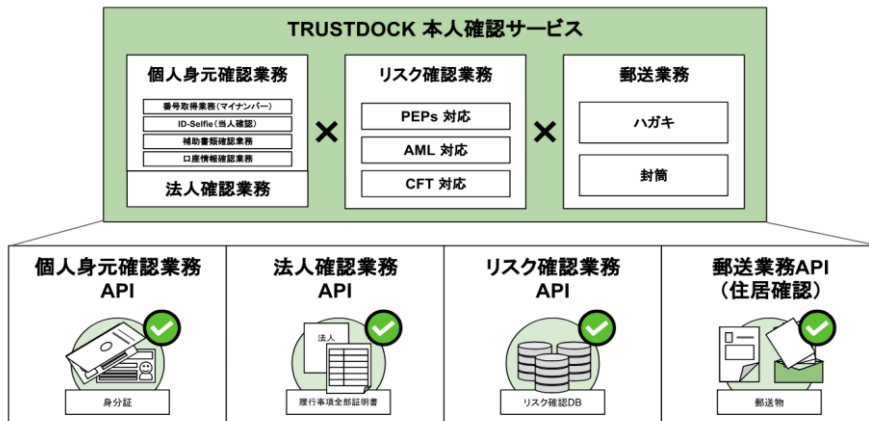 TRUSTDOCK 本人確認サービス
個人身元確認業務
番号取得業務(マイナンバー)
ID-Selfie(当人確認)
補助書類確認業務
口座情報確認業務
法人確認業務
×
リスク確認業務
PEPs 対応
AML 対応
CFT 対応
×
郵送業務
ハガキ
封筒
個人身元確認業務
API
身分証
法人確認業務
API
法人
履行事項全部証明書
リスク確認業務
API
リスク確認DB
郵送業務API
(住居確認)
郵送物